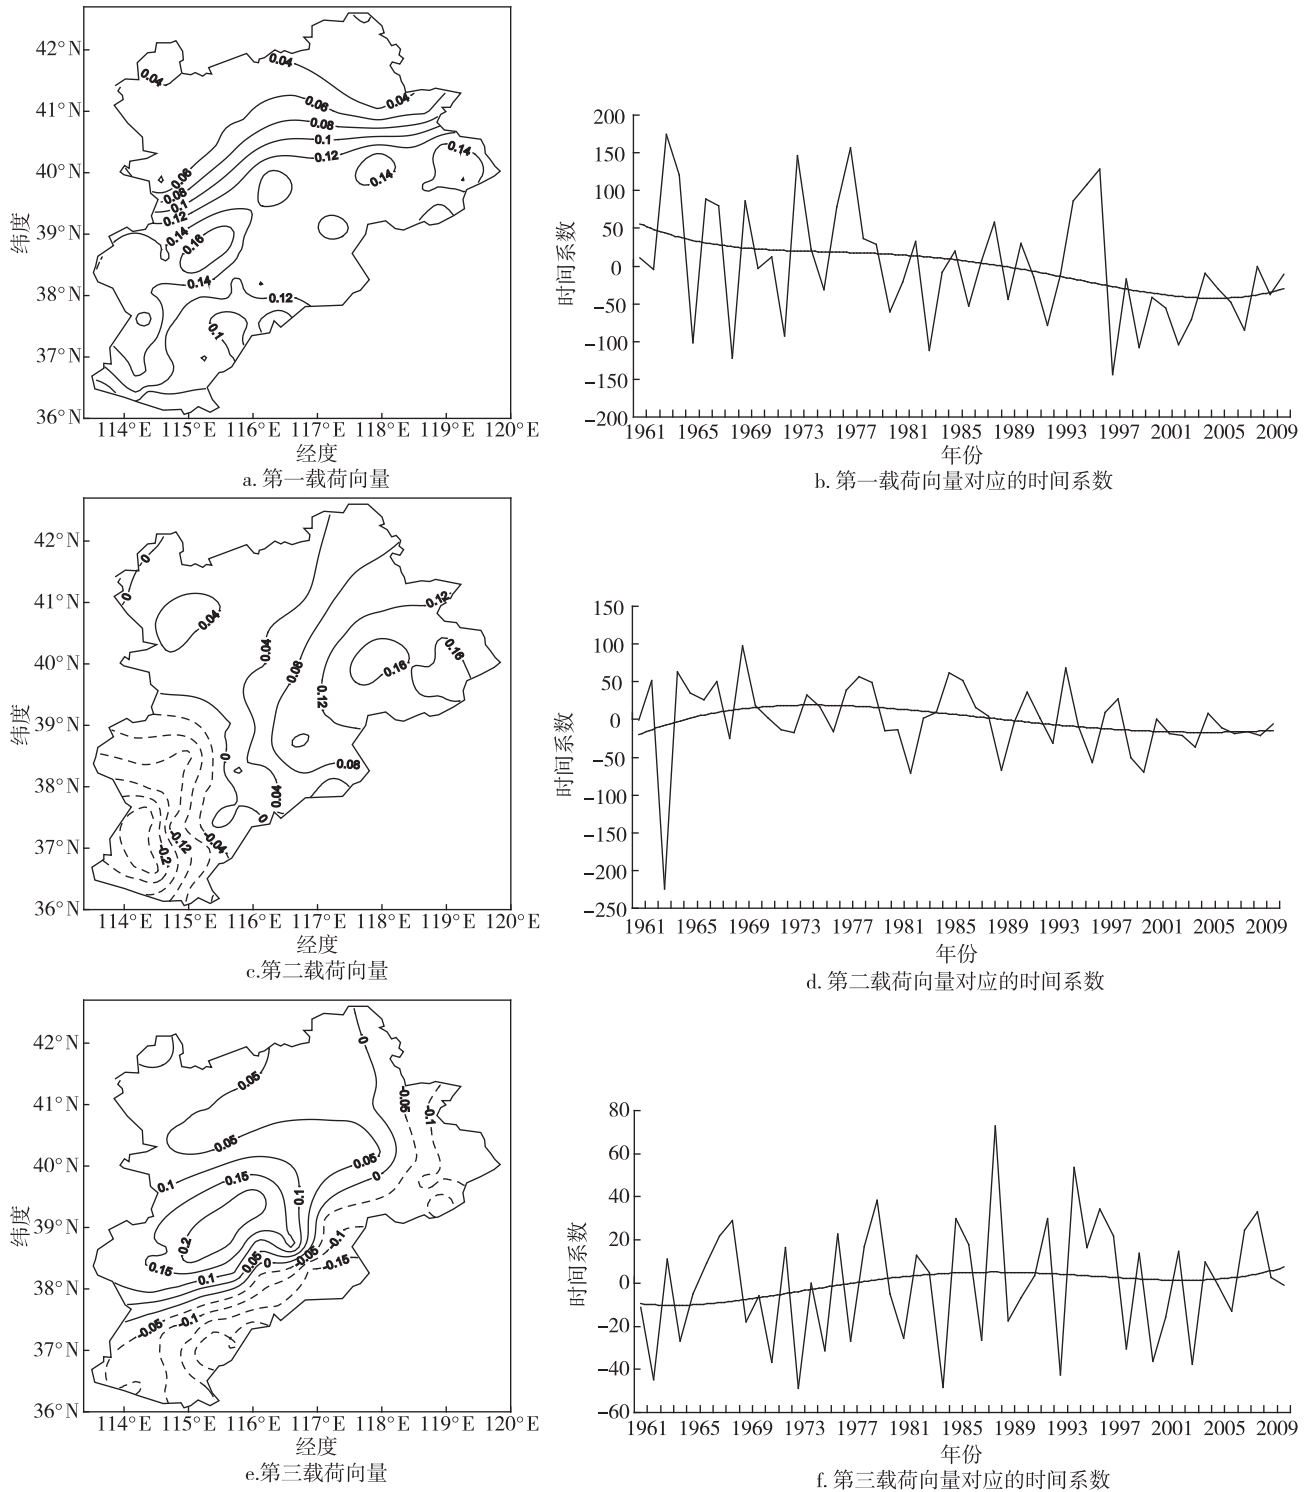 42° N
41° N
40° N
39° N
38° N
37° N
36° N
纬度
0.04
0.04
0.04
0.06
0.08
0.1
0.12
0.06
0.08
0.1
0.12
0.14
0.16
0.14
0.14
0.14
0.12
0.1
114° E 115° E 116° E 117° E 118° E 119° E 120° E
经度
a. 第一载荷向量
200
150
100
50
0
−50
−100
−150
−200
时间系数
1961 1965 1969 1973 1977 1981 1985 1989 1993 1997 2001 2005 2009
年份
b. 第一载荷向量对应的时间系数
42° N
41° N
40° N
39° N
38° N
37° N
36° N
纬度
0
0
0.04
0.04
0.08
0.12
0.12
0.16
0.16
0
0.08
0.04
0
-0.04
-0.12
-0.2
114° E 115° E 116° E 117° E 118° E 119° E 120° E
经度
c.第二载荷向量
150
100
50
0
−50
−100
−150
−200
−250
时间系数
1961 1965 1969 1973 1977 1981 1985 1989 1993 1997 2001 2005 2009
年份
d. 第二载荷向量对应的时间系数
42° N
41° N
40° N
39° N
38° N
37° N
36° N
纬度
0
0.05
-0.05
-0.1
0.05
0.05
0
0.1
0.15
0.1
0.2
0.15
0.1
0.05
0
-0.05
-0.1
-0.15
-0.05
-0.1
114° E 115° E 116° E 117° E 118° E 119° E 120° E
经度
e.第三载荷向量
80
60
40
20
0
−20
−40
−60
时间系数
1961 1965 1969 1973 1977 1981 1985 1989 1993 1997 2001 2005 2009
年份
f. 第三载荷向量对应的时间系数